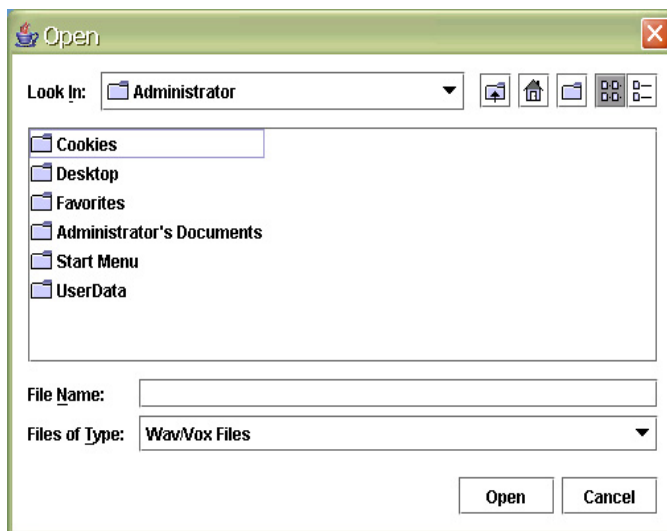 Open
Look In: Administrator
Cookies
Desktop
Favorites
Administrator's Documents
Start Menu
UserData
File Name:
Files of Type: Wav/Vox Files
Open Cancel